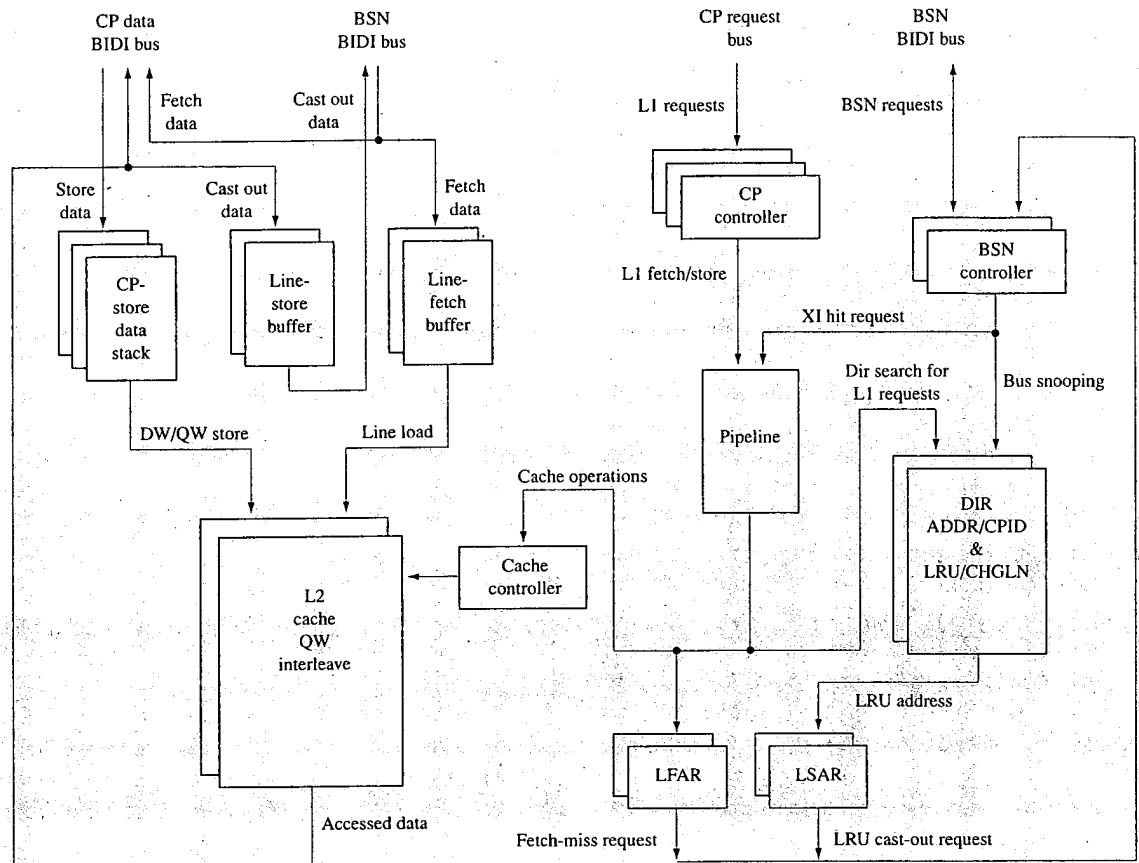 CP data
BIDI bus
BSN
BIDI bus
CP request
bus
BSN
BIDI bus
Fetch
data
Cast out
data
L1 requests
BSN requests
Store
data
Cast out
data
Fetch
data
CP
controller
BSN
controller
CP-
store
data
stack
Line-
store
buffer
Line-
fetch
buffer
L1 fetch/store
XI hit request
Dir search for
L1 requests
Bus snooping
DW/QW store
Line load
Pipeline
Cache operations
DIR
ADDR/CPID
&
LRU/CHGLN
Cache
controller
L2
cache
QW
interleave
LRU address
LFAR
LSAR
Accessed data
Fetch-miss request
LRU cast-out request